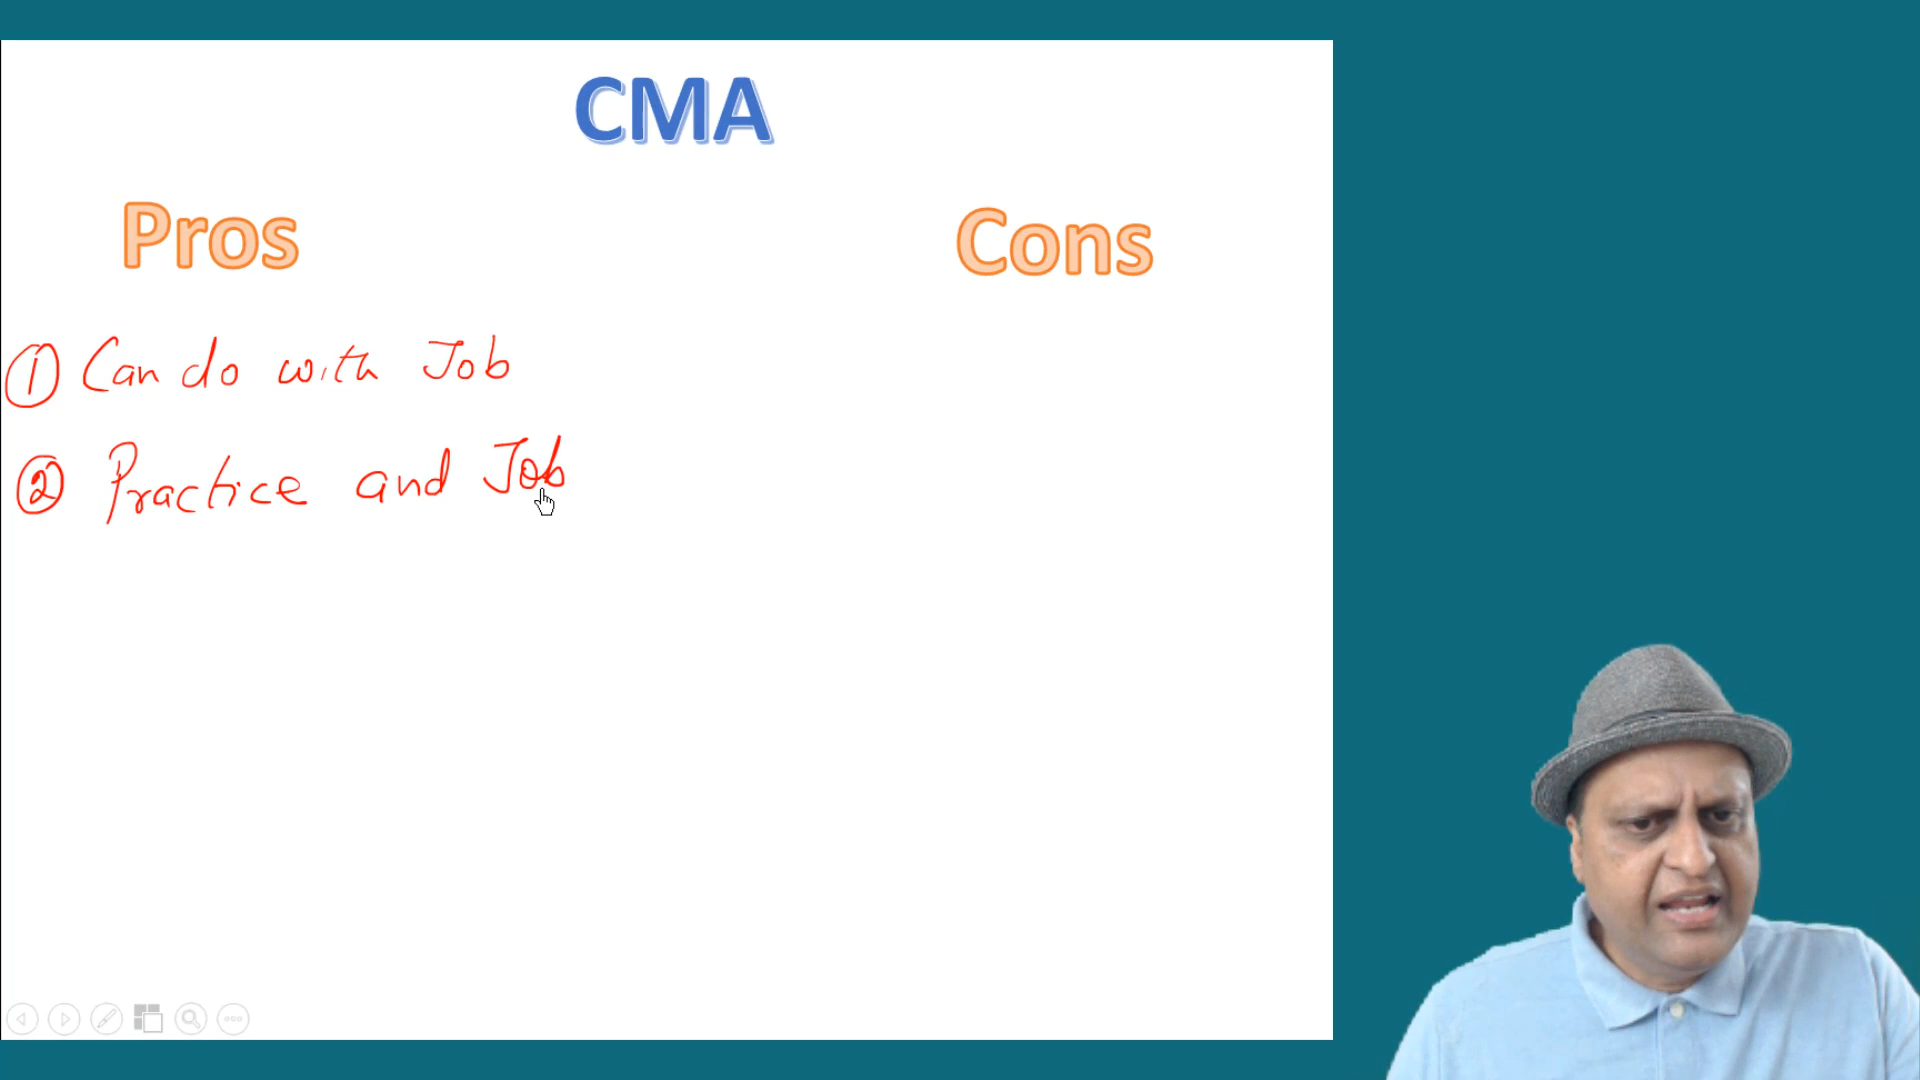 CMA
Pros
Cons
① Can do with Job
② Practice and Job